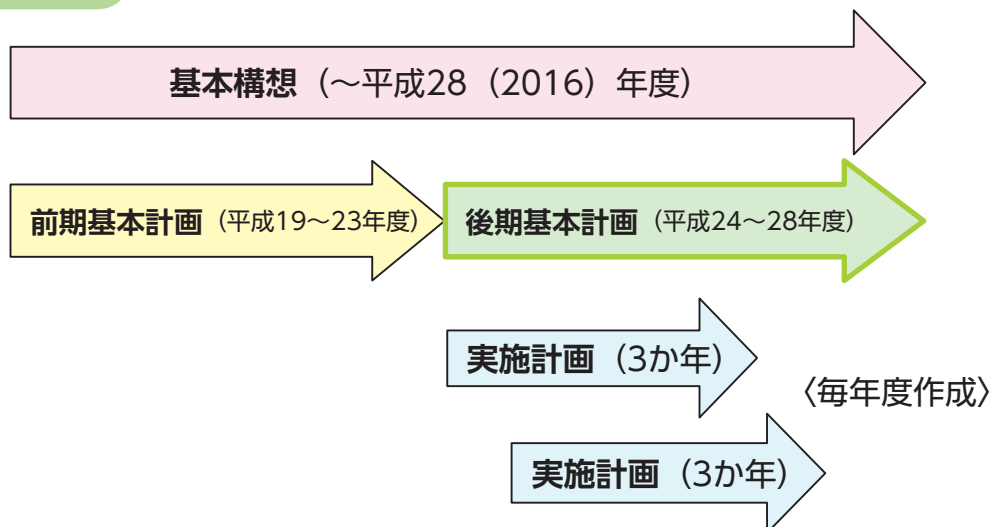 基本構想（～平成28（2016）年度）
前期基本計画（平成19～23年度）
後期基本計画（平成24～28年度）
実施計画（3か年）
〈毎年度作成〉
実施計画（3か年）